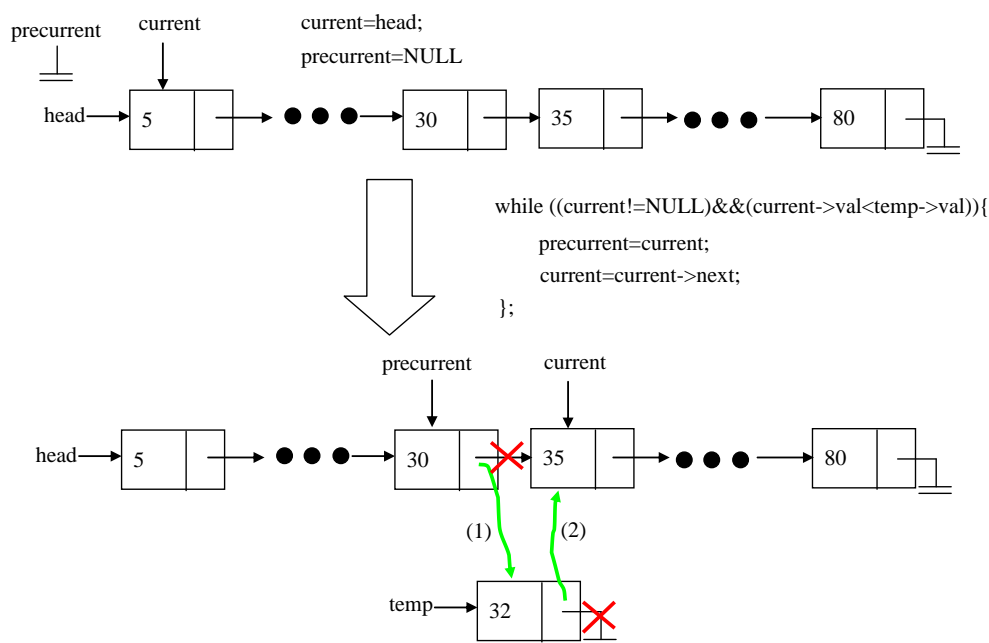 precurrent
current
current=head;
precurrent=NULL
head
5
30
35
80
while ((current!=NULL)&&(current->val<temp->val)){
precurrent=current;
current=current->next;
};
precurrent
current
head
5
30
35
80
(1)
(2)
temp
32